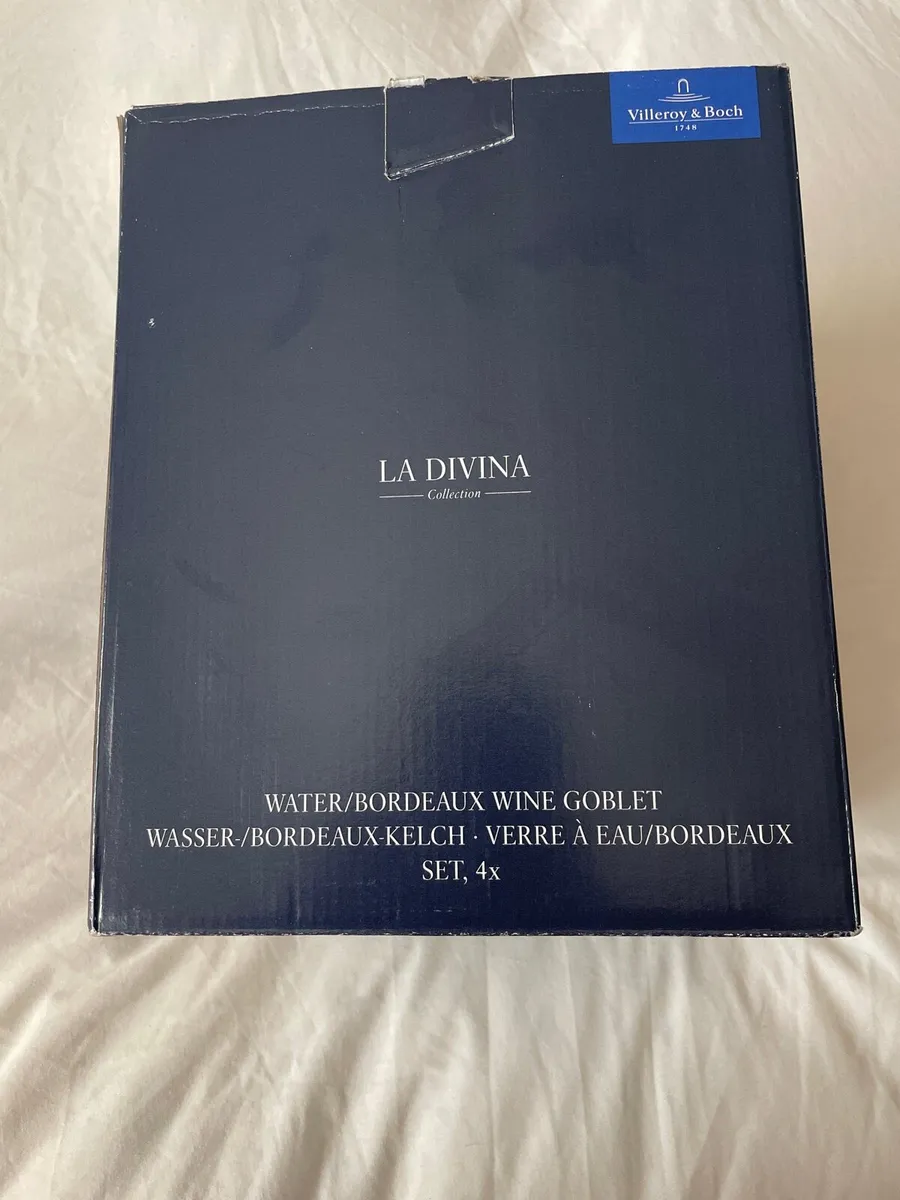 Villeroy & Boch
1748
LA DIVINA
Collection
WATER/BORDEAUX WINE GOBLET
WASSER-/BORDEAUX-KELCH · VERRE À EAU/BORDEAUX
SET, 4x